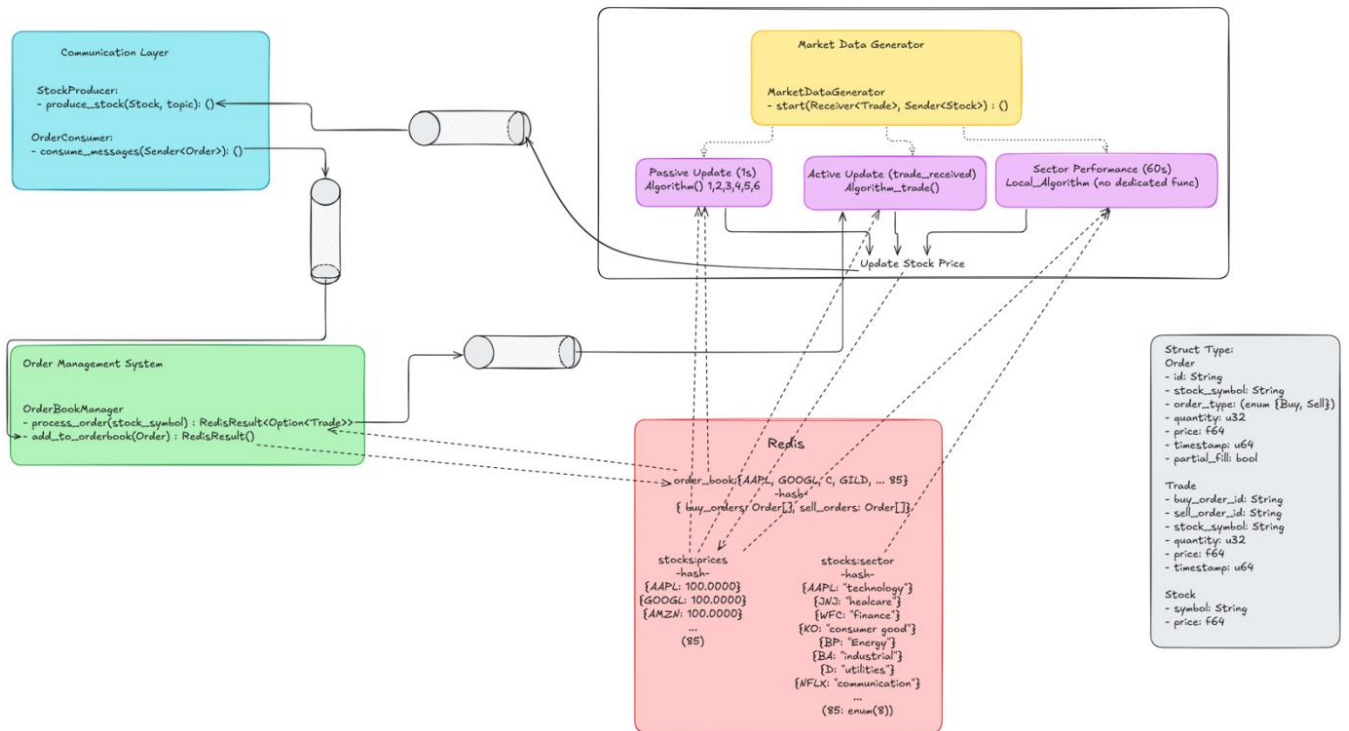 Communication Layer
StockProducer:
- produce_stock(Stock, topic): ()
OrderConsumer:
- consume_messages(Sender<Order>): ()
Market Data Generator
MarketDataGenerator
- start(Receiver<Trade>, Sender<Stock>) : ()
Passive Update (1s)
Algorithm() 1,2,3,4,5,6
Active Update (trade_received)
Algorithm_trade()
Sector Performance (60s)
Local_Algorithm (no dedicated func)
Update Stock Price
Order Management System
OrderBookManager
- process_order(stock_symbol) : RedisResult<Option<Trade>>
- add_to_orderbook(Order) : RedisResult()
Redis
order_book:{AAPL, GOOGL, C, GILD, ... 85}
-hash-
{ buy_orders: Order[], sell_orders: Order[]}
stocks:prices
-hash-
{AAPL: 100.0000}
{GOOGL: 100.0000}
{AMZN: 100.0000}
...
(85)
stocks:sector
-hash-
{AAPL: "technology"}
{JNJ: "healcare"}
{WFC: "finance"}
{KO: "consumer good"}
{BP: "Energy"}
{BA: "industrial"}
{D: "utilities"}
{NFLX: "communication"}
...
(85: enum(8))
Struct Type:
Order
- id: String
- stock_symbol: String
- order_type: (enum {Buy, Sell})
- quantity: u32
- price: f64
- timestamp: u64
- partial_fill: bool
Trade
- buy_order_id: String
- sell_order_id: String
- stock_symbol: String
- quantity: u32
- price: f64
- timestamp: u64
Stock
- symbol: String
- price: f64